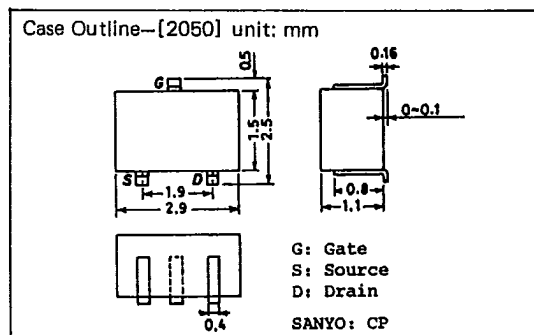 Case Outline–[2050] unit: mm
0.16
0.5
G
0~0.1
1.5
2.5
S
D
1.9
2.9
0.8
1.1
G: Gate
S: Source
D: Drain
0.4
SANYO: CP